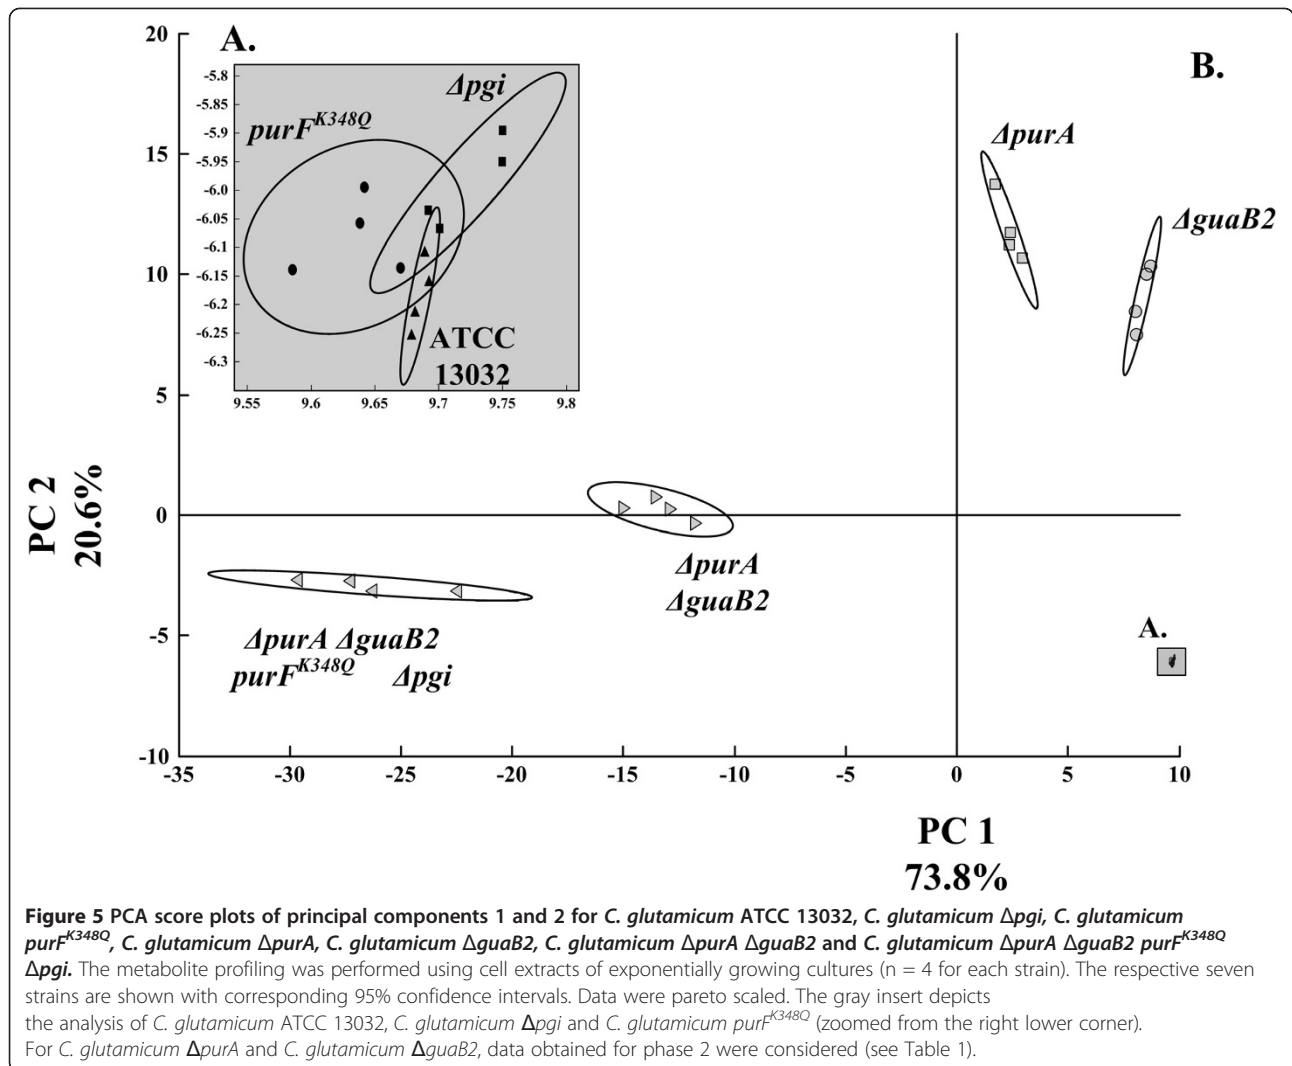 20
A.
B.
-5.8
-5.85
-5.9
-5.95
-6.0
-6.05
-6.1
-6.15
-6.2
-6.25
-6.3
Δpgi
purF^K348Q
ATCC
13032
9.55 9.6 9.65 9.7 9.75 9.8
ΔpurA
ΔguaB2
15
10
5
0
-5
-10
PC 2
20.6%
ΔpurA
ΔguaB2
ΔpurA ΔguaB2
purF^K348Q Δpgi
A.
-35 -30 -25 -20 -15 -10 -5 0 5 10
PC 1
73.8%
Figure 5 PCA score plots of principal components 1 and 2 for C. glutamicum ATCC 13032, C. glutamicum Δpgi, C. glutamicum
purF^K348Q, C. glutamicum ΔpurA, C. glutamicum ΔguaB2, C. glutamicum ΔpurA ΔguaB2 and C. glutamicum ΔpurA ΔguaB2 purF^K348Q
Δpgi. The metabolite profiling was performed using cell extracts of exponentially growing cultures (n = 4 for each strain). The respective seven
strains are shown with corresponding 95% confidence intervals. Data were pareto scaled. The gray insert depicts
the analysis of C. glutamicum ATCC 13032, C. glutamicum Δpgi and C. glutamicum purF^K348Q (zoomed from the right lower corner).
For C. glutamicum ΔpurA and C. glutamicum ΔguaB2, data obtained for phase 2 were considered (see Table 1).